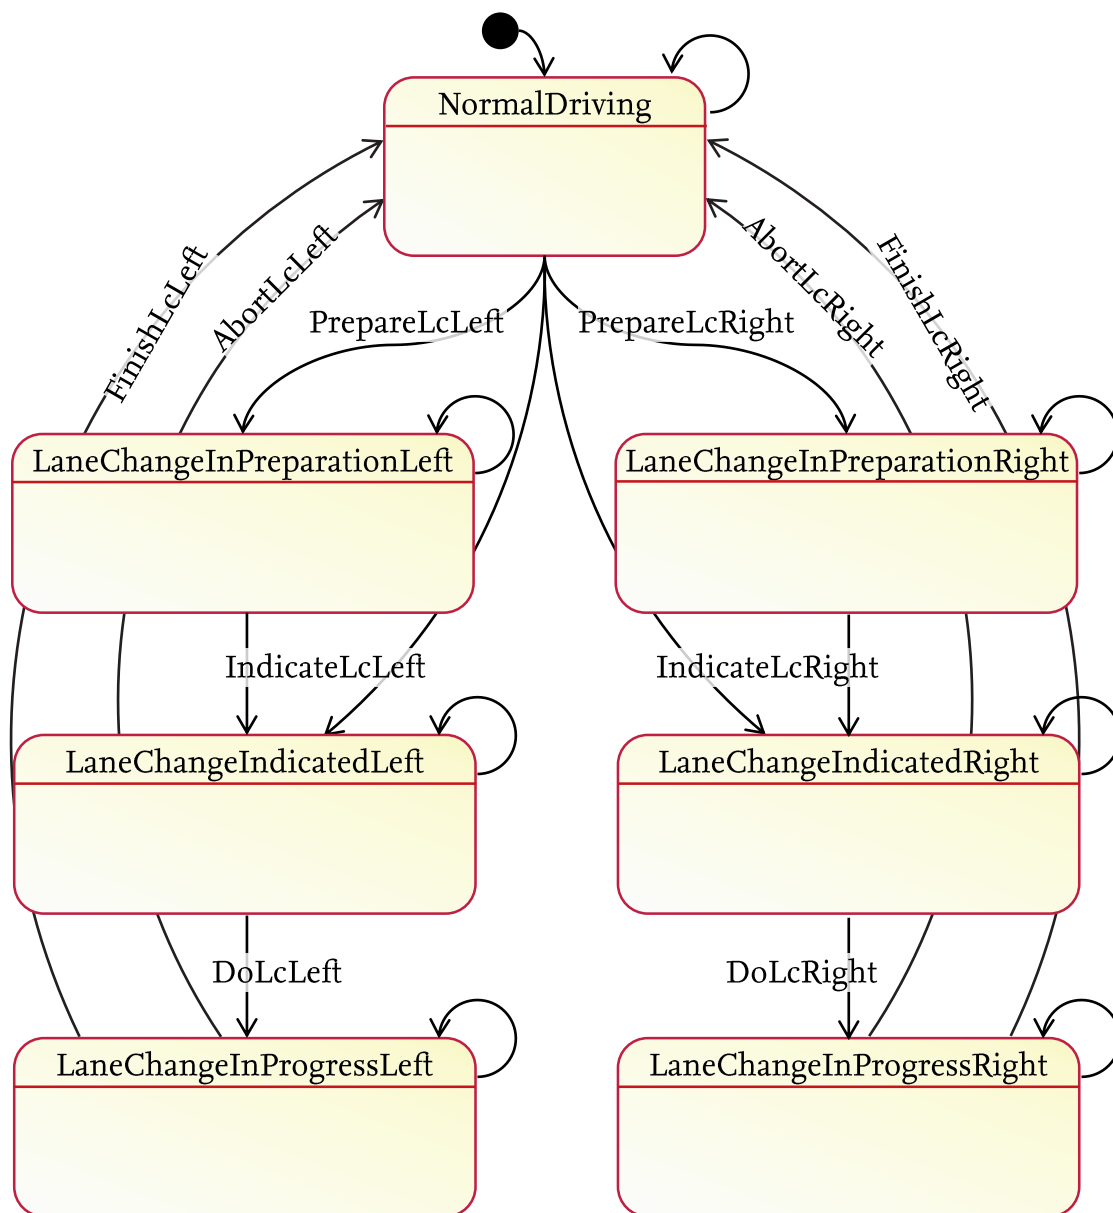 NormalDriving
FinishLcLeft
AbortLcLeft
PrepareLcLeft
PrepareLcRight
AbortLcRight
FinishLcRight
LaneChangeInPreparationLeft
LaneChangeInPreparationRight
IndicateLcLeft
IndicateLcRight
LaneChangeIndicatedLeft
LaneChangeIndicatedRight
DoLcLeft
DoLcRight
LaneChangeInProgressLeft
LaneChangeInProgressRight